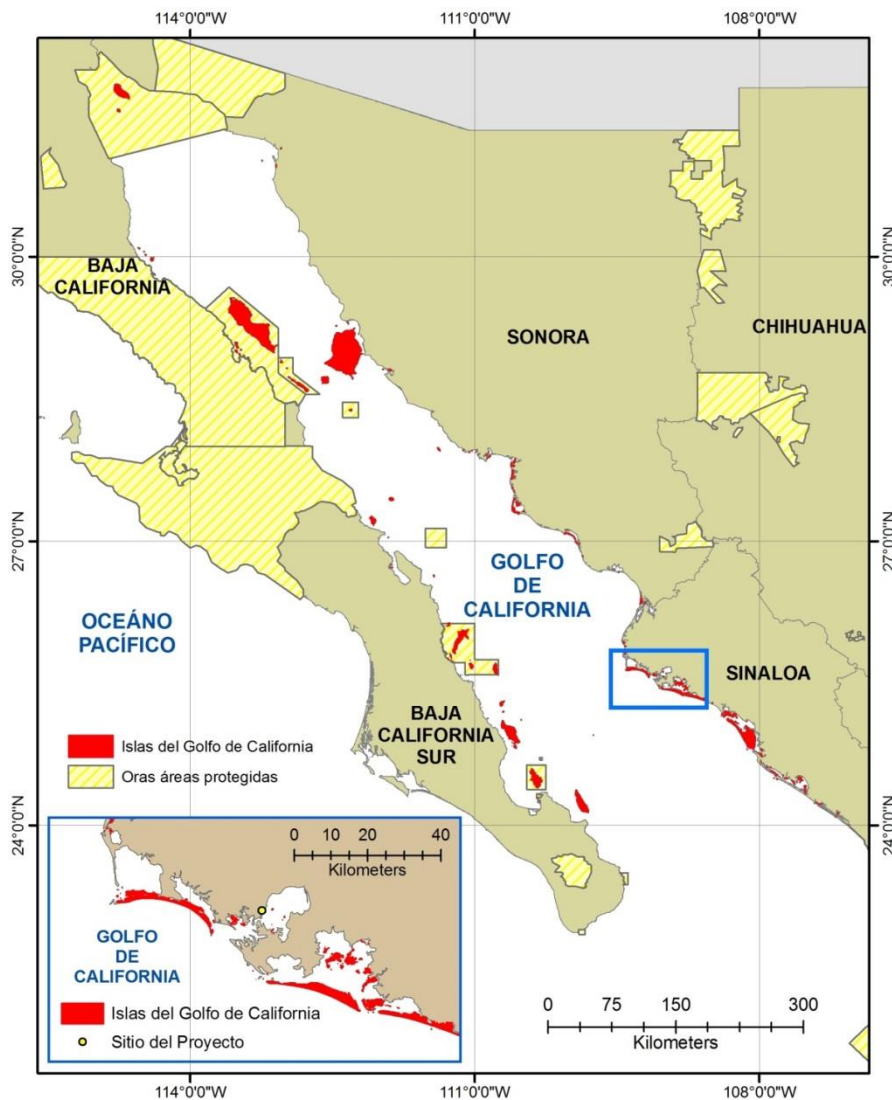 114°0'0"W 111°0'0"W 108°0'0"W
30°0'0"N
30°0'0"N
BAJA
CALIFORNIA
SONORA
CHIHUAHUA
27°0'0"N
27°0'0"N
GOLFO
DE
CALIFORNIA
OCEÁNO
PACÍFICO
SINALOA
BAJA
CALIFORNIA
SUR
Islas del Golfo de California
Oras áreas protegidas
24°0'0"N
24°0'0"N
0 10 20 40
Kilometers
GOLFO
DE
CALIFORNIA
Islas del Golfo de California
Sitio del Proyecto
0 75 150 300
Kilometers
114°0'0"W 111°0'0"W 108°0'0"W